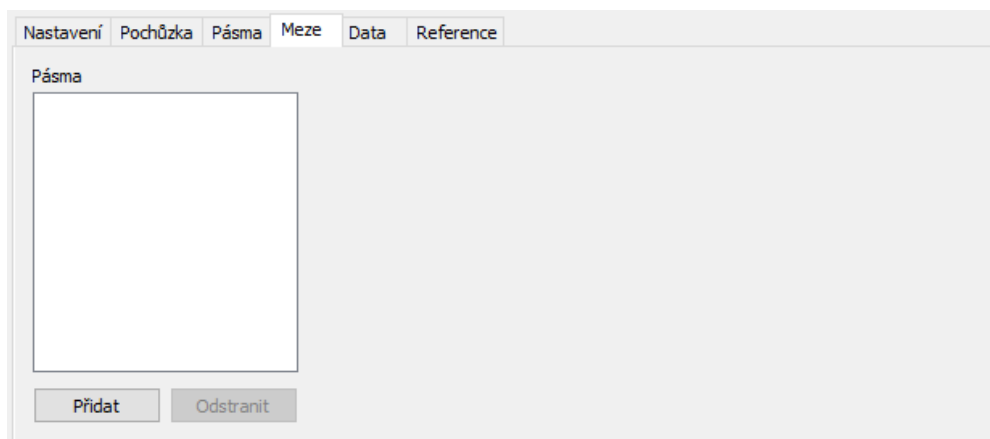 Nastavení Pochůzka Pásma Meze Data Reference
Pásma
Přidat Odstranit